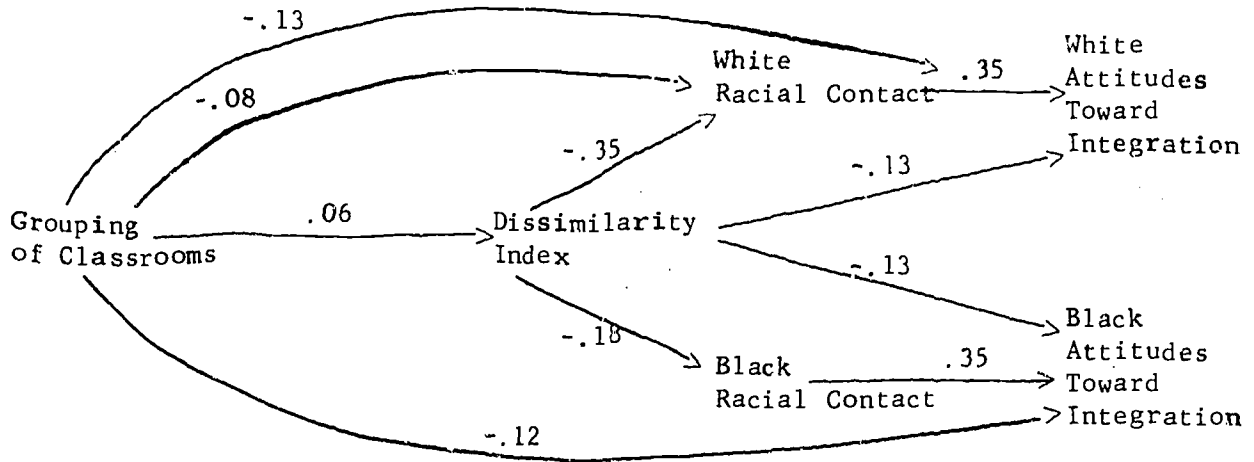 -.13
White
Attitudes
Toward
Integration
White
Racial Contact
.35
-.08
-.35
-.13
Grouping
of Classrooms
.06
Dissimilarity
Index
-.13
-.18
Black
Racial Contact
.35
Black
Attitudes
Toward
Integration
-.12